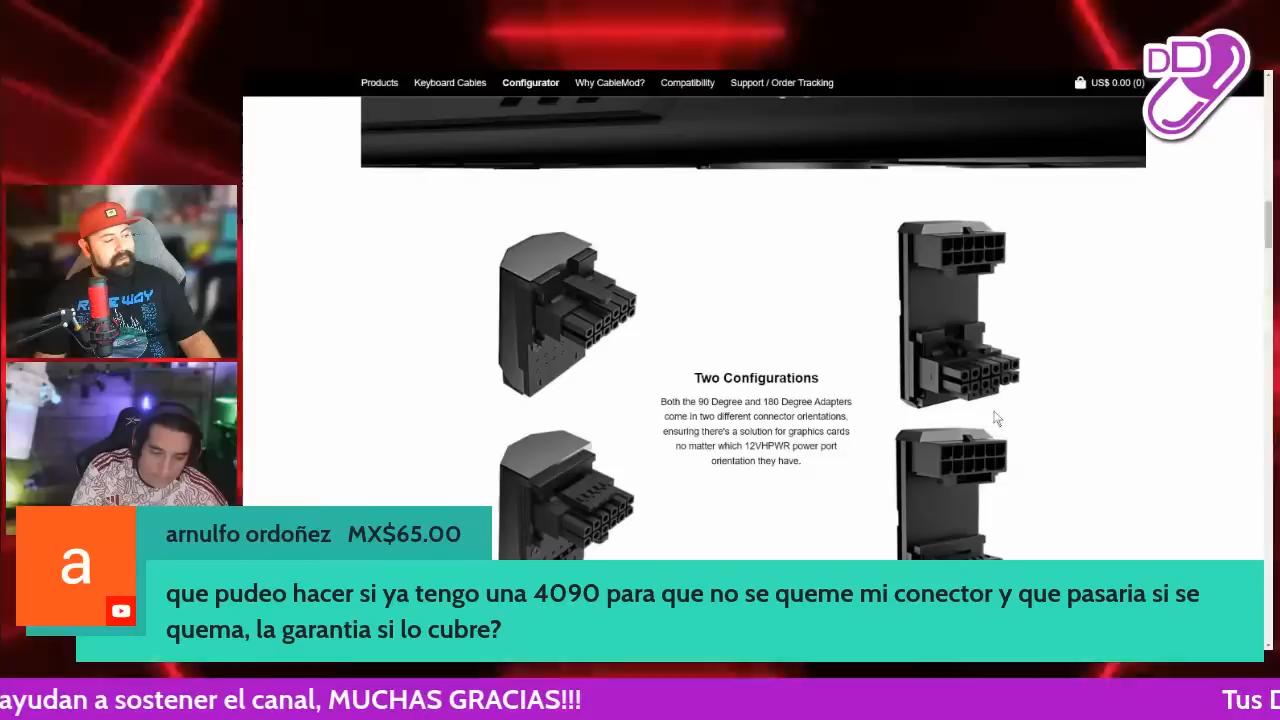 Products Keyboard Cables Configurator Why CableMod? Compatibility Support / Order Tracking US$ 0.00 (0)
DD
Two Configurations
Both the 90 Degree and 180 Degree Adapters
come in two different connector orientations,
ensuring there's a solution for graphics cards
no matter which 12VHPWR power port
orientation they have.
arnulfo ordoñez MX$65.00
a
que pudeo hacer si ya tengo una 4090 para que no se queme mi conector y que pasaria si se
quema, la garantia si lo cubre?
ayudan a sostener el canal, MUCHAS GRACIAS!!! Tus D